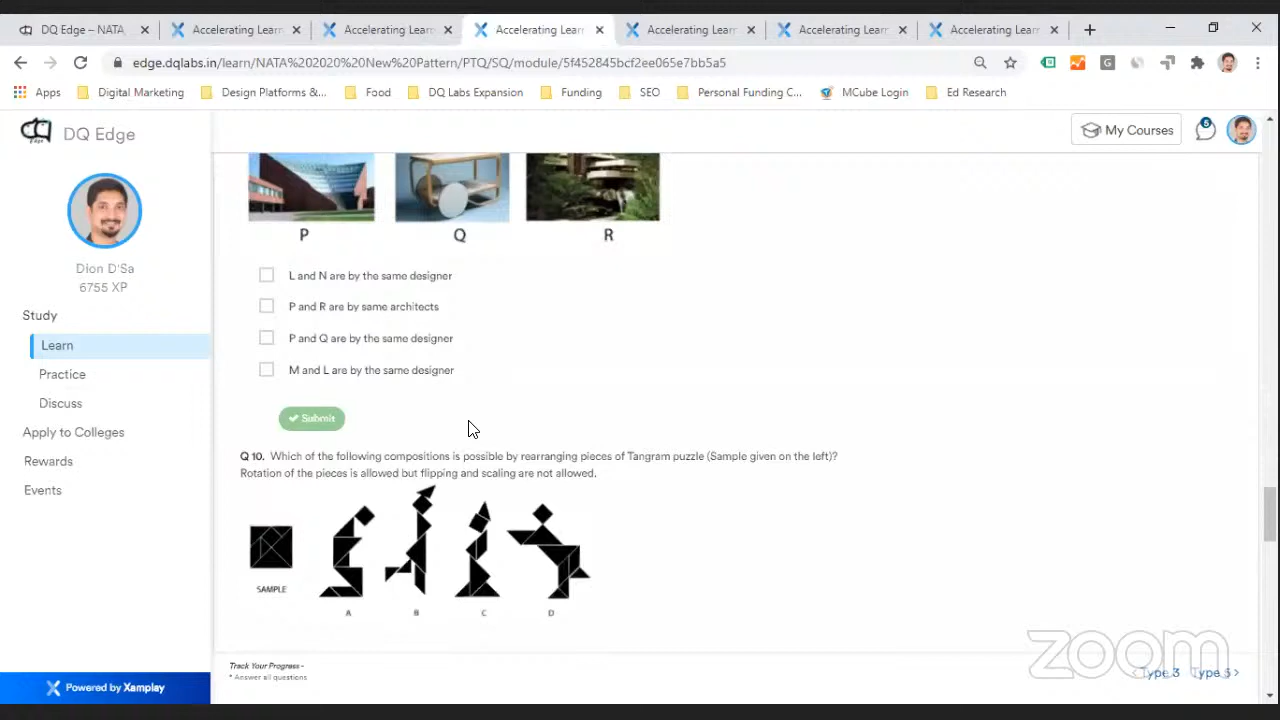 DQ Edge – NATA
Accelerating Learn
Accelerating Learn
Accelerating Learn
Accelerating Learn
Accelerating Learn
Accelerating Learn
edge.dqlabs.in/learn/NATA%202020%20New%20Pattern/PTQ/SQ/module/5f452845bcf2ee065e7bb5a5
G
Apps
Digital Marketing
Design Platforms &...
Food
DQ Labs Expansion
Funding
SEO
Personal Funding C...
MCube Login
Ed Research
DQ Edge
My Courses
5
Dion D'Sa
6755 XP
Study
Learn
Practice
Discuss
Apply to Colleges
Rewards
Events
Powered by Xamplay
P Q R
L and N are by the same designer
P and R are by same architects
P and Q are by the same designer
M and L are by the same designer
Submit
Q 10. Which of the following compositions is possible by rearranging pieces of Tangram puzzle (Sample given on the left)?
Rotation of the pieces is allowed but flipping and scaling are not allowed.
SAMPLE
A B C D
Track Your Progress -
* Answer all questions
zoom
< Type 3 Type 5 >